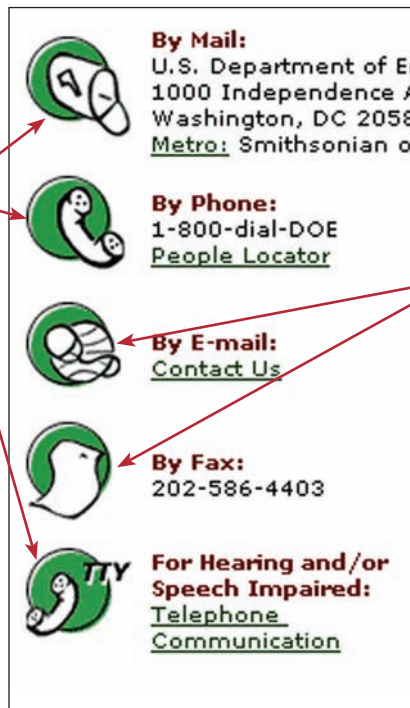 By Mail:
U.S. Department of
1000 Independence
Washington, DC 2058
Metro: Smithsonian
By Phone:
1-800-dial-DOE
People Locator
By E-mail:
Contact Us
By Fax:
202-586-4403
TTY
For Hearing and/or
Speech Impaired:
Telephone
Communication